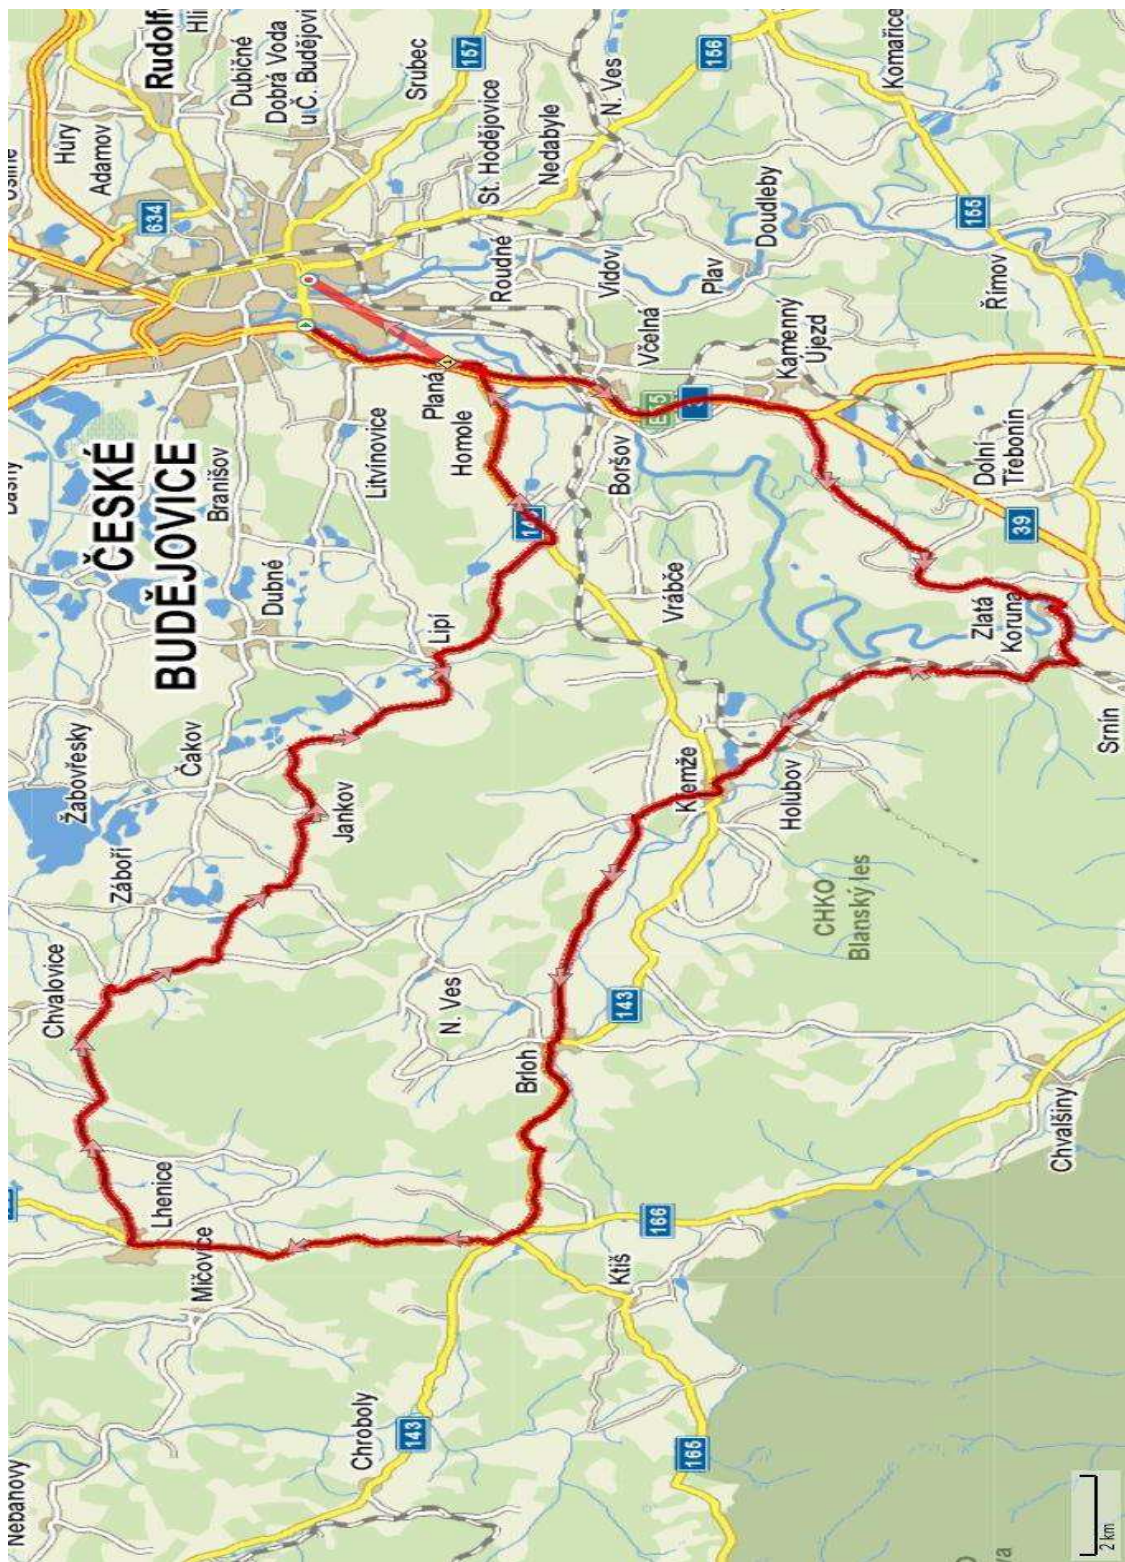 Nebanovy
Žabovřesky
Hůry
Adamov
Chvalovice
Záboří
634
Rudolf
Lhenice
Mičovice
Čakov
ČESKÉ
BUDĚJOVICE
Branišov
Dubičné
Dobrá Voda
u Č. Budějovi
Dubné
Jankov
Litvínovice
Chroboly
143
Srubec
Lipí
Planá
Homole
N. Ves
157
St. Hodějovice
Roudné
Brloh
Nedabyle
Ktiš
143
Boršov
Vidov
N. Ves
166
Vrábče
Včelná
165
Křemže
Plav
156
Holubov
Kamenný
Újezd
Doudleby
CHKO
Blanský les
Komařice
155
Zlatá
Koruna
Dolní
Třebonín
Římov
39
Chvalšiny
Srnín
2 km